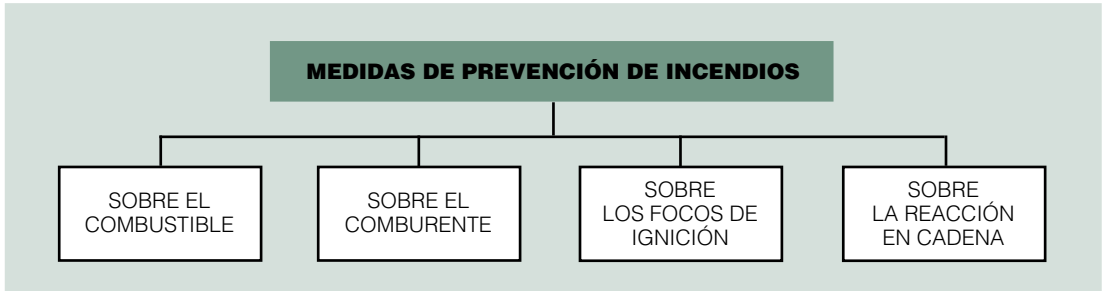 MEDIDAS DE PREVENCIÓN DE INCENDIOS
SOBRE EL
COMBUSTIBLE
SOBRE EL
COMBURENTE
SOBRE
LOS FOCOS DE
IGNICIÓN
SOBRE
LA REACCIÓN
EN CADENA